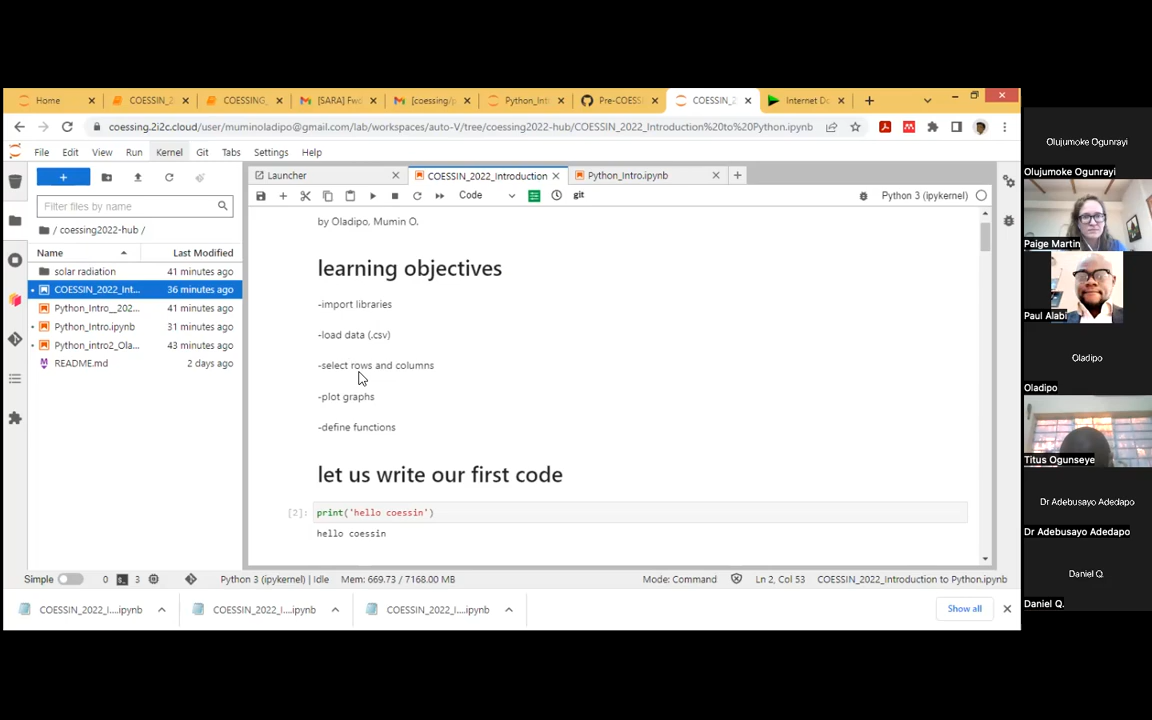 Home
COESSIN_2
COESSING_
[SARA] Fwd
[coessing/p
Python_Int
Pre-COESS
COESSIN_2
Internet Do
coessing.2i2c.cloud/user/muminoladipo@gmail.com/lab/workspaces/auto-V/tree/coessing2022-hub/COESSIN_2022_Introduction%20to%20Python.ipynb
File Edit View Run Kernel Git Tabs Settings Help
Launcher
COESSIN_2022_Introduction
Python_Intro.ipynb
Filter files by name
Code
git
Python 3 (ipykernel)
/ coessing2022-hub /
Name Last Modified
solar radiation 41 minutes ago
COESSIN_2022_Int... 36 minutes ago
Python_Intro__202... 41 minutes ago
Python_Intro.ipynb 31 minutes ago
Python_intro2_Ola... 43 minutes ago
README.md 2 days ago
by Oladipo. Mumin O.
learning objectives
-import libraries
-load data (.csv)
-select rows and columns
-plot graphs
-define functions
let us write our first code
[2]: print('hello coessin')
hello coessin
Simple 0 3 Python 3 (ipykernel) | Idle Mem: 669.73 / 7168.00 MB Mode: Command Ln 2, Col 53 COESSIN_2022_Introduction to Python.ipynb
COESSIN_2022_I....ipynb
COESSIN_2022_I....ipynb
COESSIN_2022_I....ipynb
Show all
Olujumoke Ogunrayi
Olujumoke Ogunrayi
Paige Martin
Paul Alabi
Oladipo
Oladipo
Titus Ogunseye
Dr Adebusayo Adedapo
Dr Adebusayo Adedapo
Daniel Q.
Daniel Q.